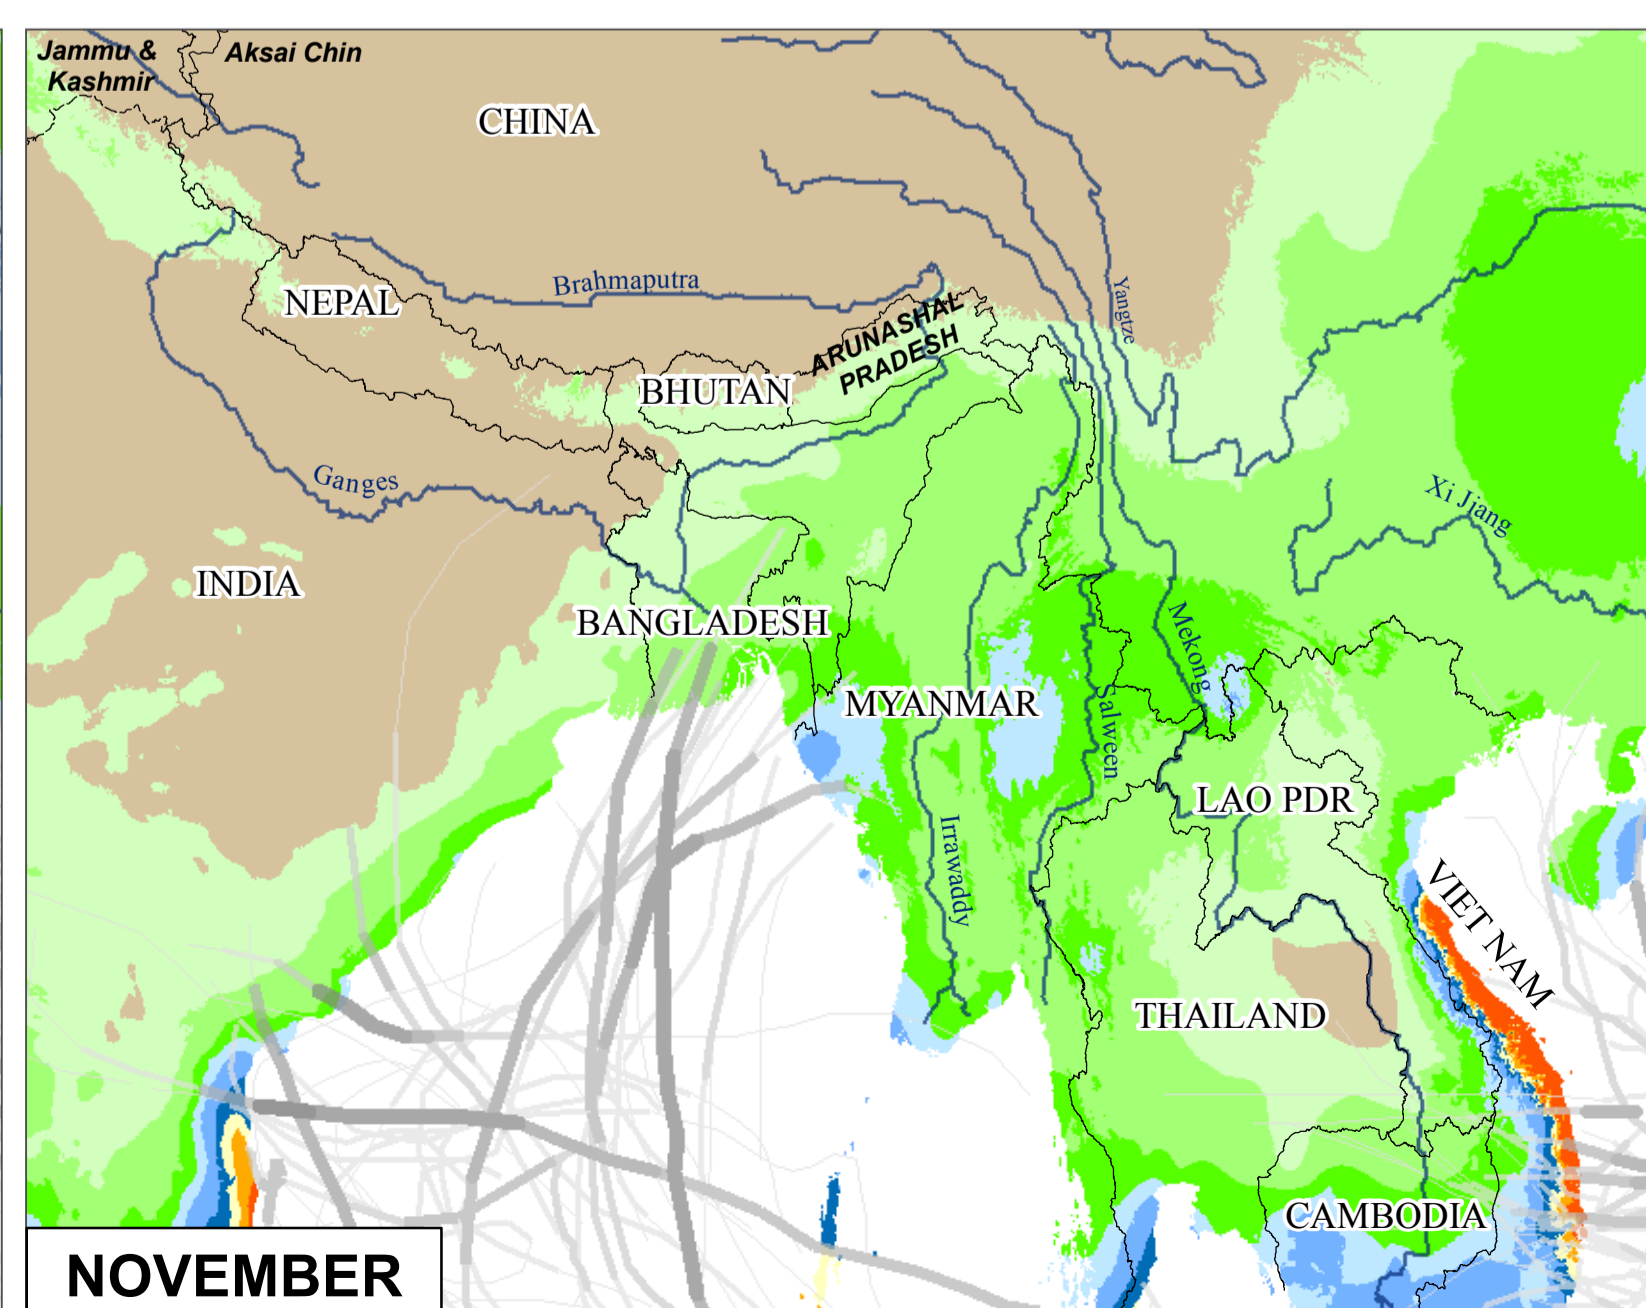 Jammu &
Kashmir
Aksai Chin
CHINA
Yangtze
Brahmaputra
NEPAL
ARUNASHAL
PRADESH
BHUTAN
Ganges
Xi Jjang
INDIA
BANGLADESH
Mekong
MYANMAR
Salween
LAO PDR
Irrawaddy
VIET NAM
THAILAND
CAMBODIA
NOVEMBER